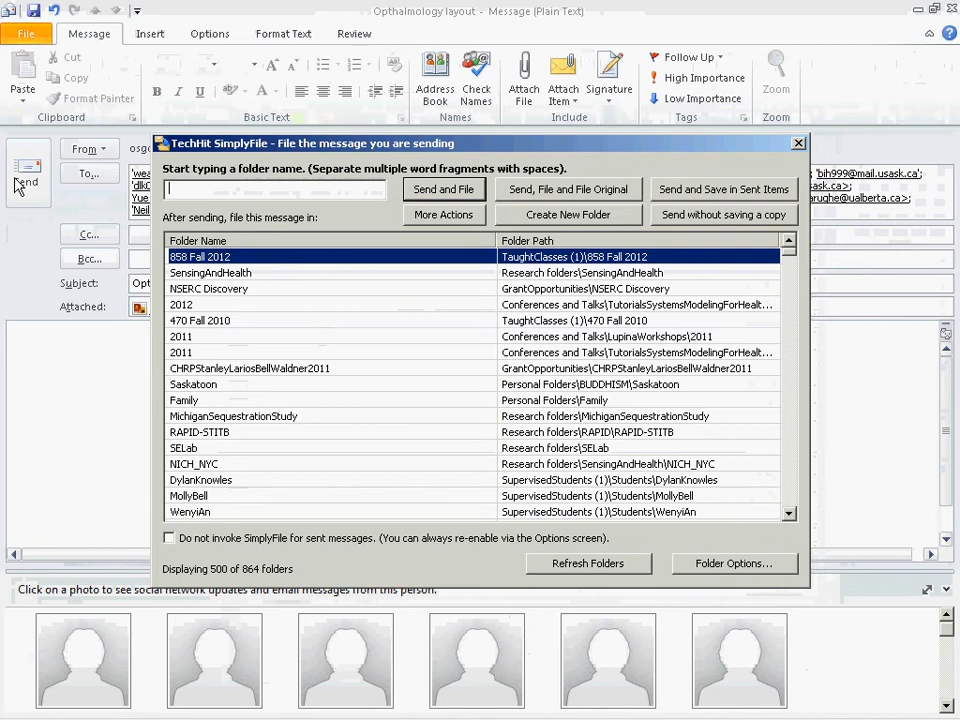 Opthalmology layout - Message (Plain Text)
File Message Insert Options Format Text Review
Cut
Copy
Format Painter
Paste
Clipboard
B I U
Basic Text
Address Book
Check Names
Names
Attach File
Attach Item
Signature
Include
Follow Up
High Importance
Low Importance
Tags
Zoom
Zoom
Send
From
To...
'bih999@mail.usask.ca'
Cc...
Bcc...
Subject:
Attached:
TechHit SimplyFile - File the message you are sending
Start typing a folder name. (Separate multiple word fragments with spaces).
Send and File
Send, File and File Original
Send and Save in Sent Items
After sending, file this message in:
More Actions
Create New Folder
Send without saving a copy
Folder Name Folder Path
858 Fall 2012 TaughtClasses (1)\858 Fall 2012
SensingAndHealth Research folders\SensingAndHealth
NSERC Discovery GrantOpportunities\NSERC Discovery
2012 Conferences and Talks\TutorialsSystemsModelingForHealt...
470 Fall 2010 TaughtClasses (1)\470 Fall 2010
2011 Conferences and Talks\LupinaWorkshops\2011
2011 Conferences and Talks\TutorialsSystemsModelingForHealt...
CHRPStanleyLariosBellWaldner2011 GrantOpportunities\CHRPStanleyLariosBellWaldner2011
Saskatoon Personal Folders\BUDDHISM\Saskatoon
Family Personal Folders\Family
MichiganSequestrationStudy Research folders\MichiganSequestrationStudy
RAPID-STITB Research folders\RAPID\RAPID-STITB
SELab Research folders\SELab
NICH_NYC Research folders\SensingAndHealth\NICH_NYC
DylanKnowles SupervisedStudents (1)\Students\DylanKnowles
MollyBell SupervisedStudents (1)\Students\MollyBell
WenyiAn SupervisedStudents (1)\Students\WenyiAn
Do not invoke SimplyFile for sent messages. (You can always re-enable via the Options screen).
Displaying 500 of 864 folders
Refresh Folders
Folder Options...
Click on a photo to see social network updates and email messages from this person.